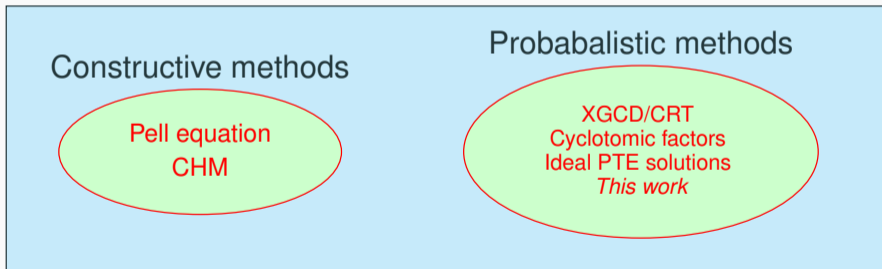 Constructive methods
Pell equation
CHM
Probabalistic methods
XGCD/CRT
Cyclotomic factors
Ideal PTE solutions
This work